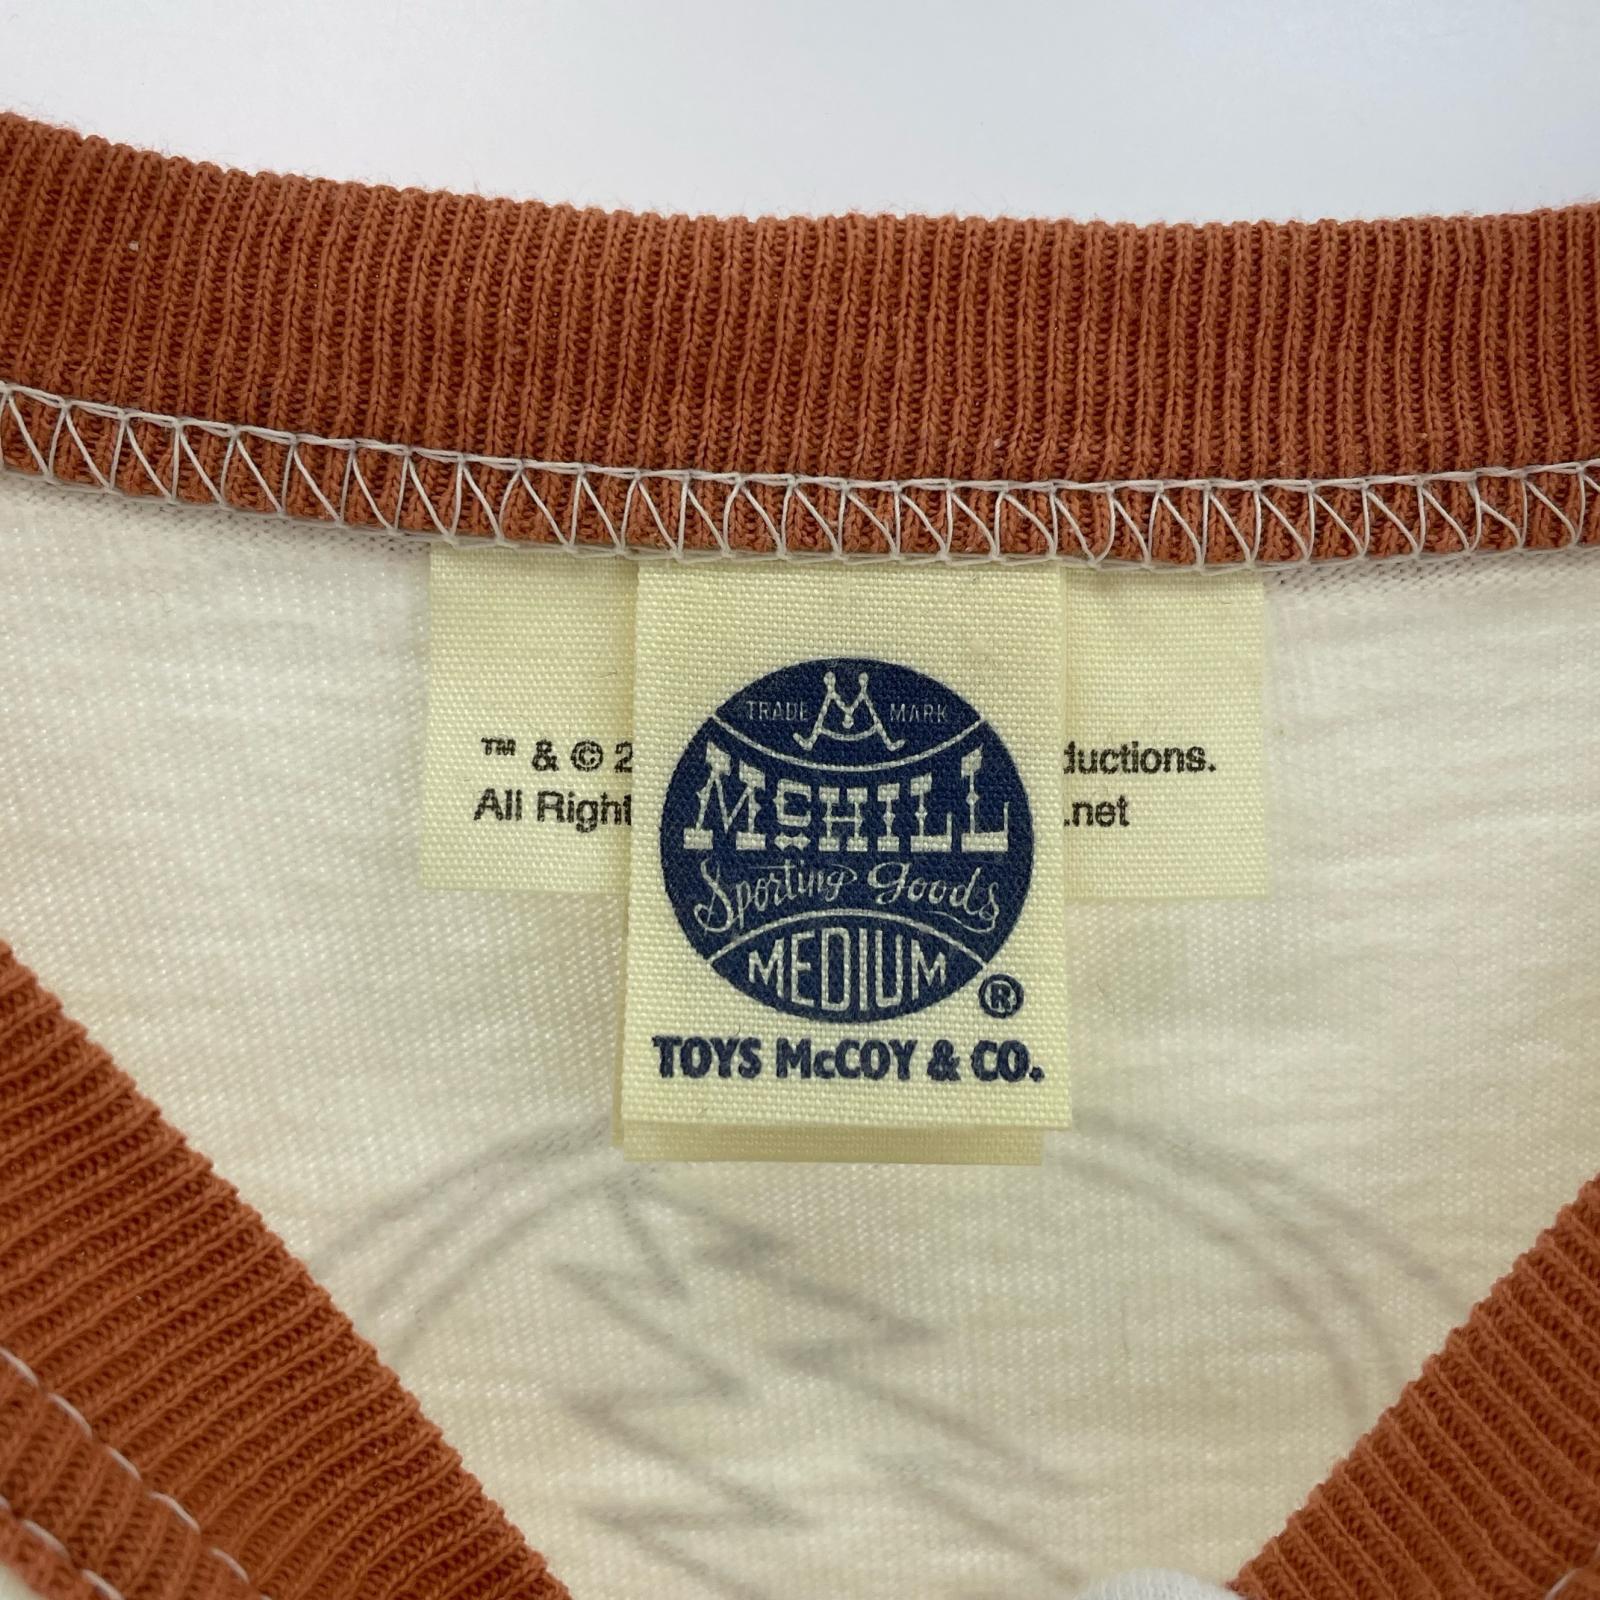 TRADE MARK
McHILL
Sporting Goods
MEDIUM
®
TOYS McCOY & CO.
™ & © 2
All Right
ductions.
.net